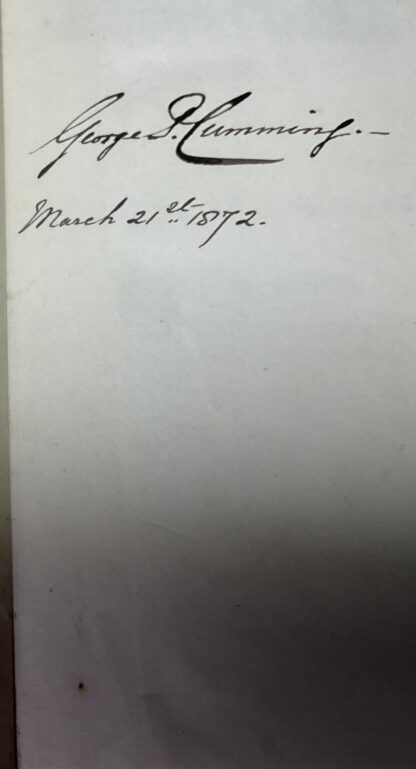 George P. Cumming. —
March 21st 1872.